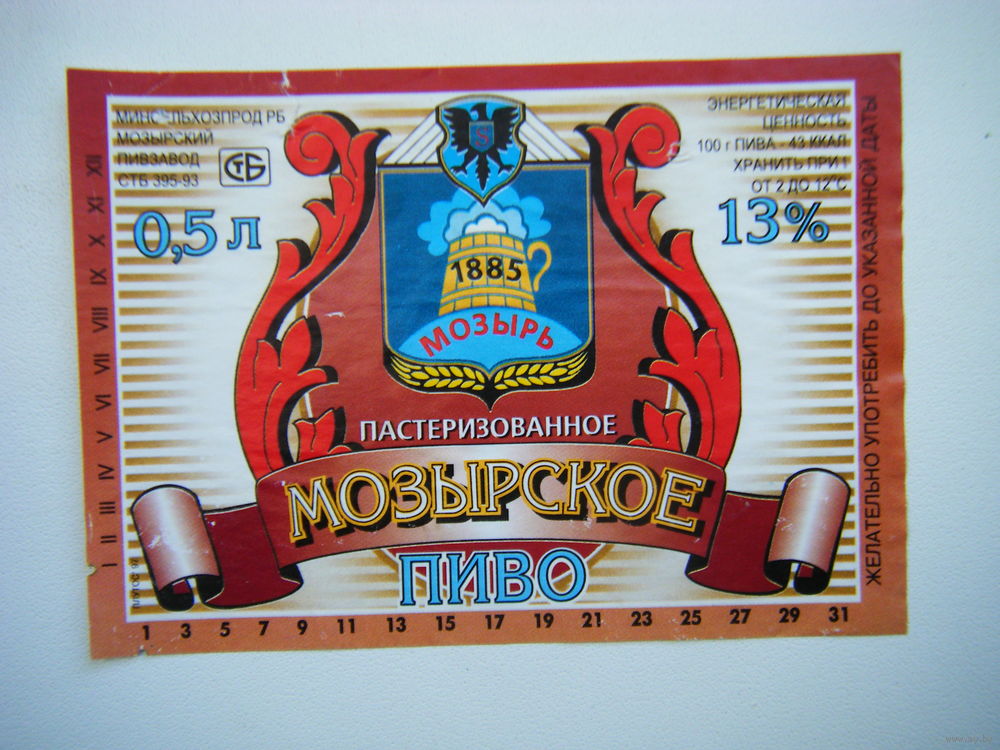 МИНСЕЛЬХОЗПРОД РБ
МОЗЫРСКИЙ
ПИВЗАВОД
СТБ 395-93
СТБ
0,5 л
S
1885
МОЗЫРЬ
ЭНЕРГЕТИЧЕСКАЯ
ЦЕННОСТЬ
100 г ПИВА - 43 ККАЛ
ХРАНИТЬ ПРИ t
ОТ 2 ДО 12°С
13%
ПАСТЕРИЗОВАННОЕ
МОЗЫРСКОЕ
ПИВО
I II III IV V VI VII VIII IX X XI XII
1 3 5 7 9 11 13 15 17 19 21 23 25 27 29 31
ЖЕЛАТЕЛЬНО УПОТРЕБИТЬ ДО УКАЗАННОЙ ДАТЫ